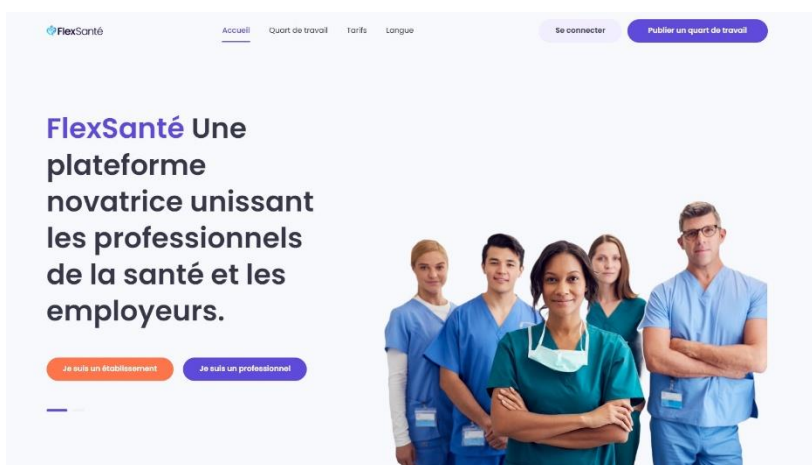 FlexSanté
Accueil
Quart de travail
Tarifs
Langue
Se connecter
Publier un quart de travail
FlexSanté Une
plateforme
novatrice unissant
les professionnels
de la santé et les
employeurs.
Je suis un établissement
Je suis un professionnel